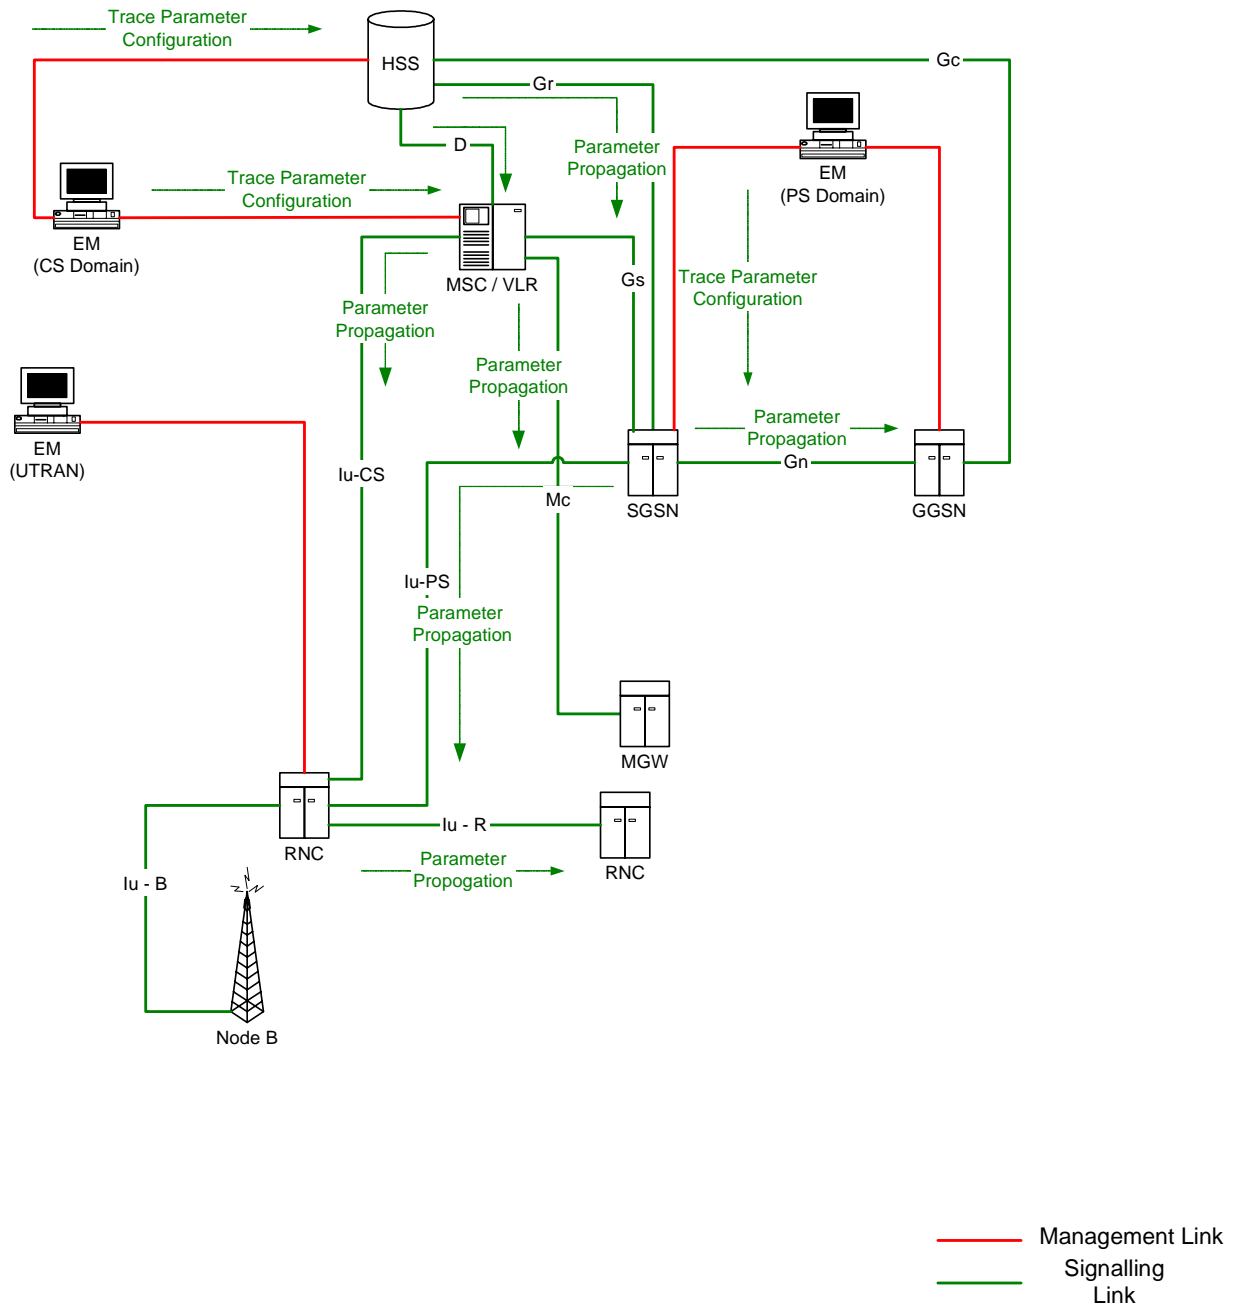 Trace Parameter
Configuration
HSS
Gc
Gr
D
Parameter
Propagation
EM
(PS Domain)
Trace Parameter
Configuration
EM
(CS Domain)
MSC / VLR
Gs
Trace Parameter
Configuration
Parameter
Propagation
Parameter
Propagation
EM
(UTRAN)
Parameter
Propagation
Gn
Iu-CS
Mc
SGSN
GGSN
Iu-PS
Parameter
Propagation
MGW
RNC
Iu - R
RNC
Parameter
Propogation
Iu - B
Node B
Management Link
Signalling
Link